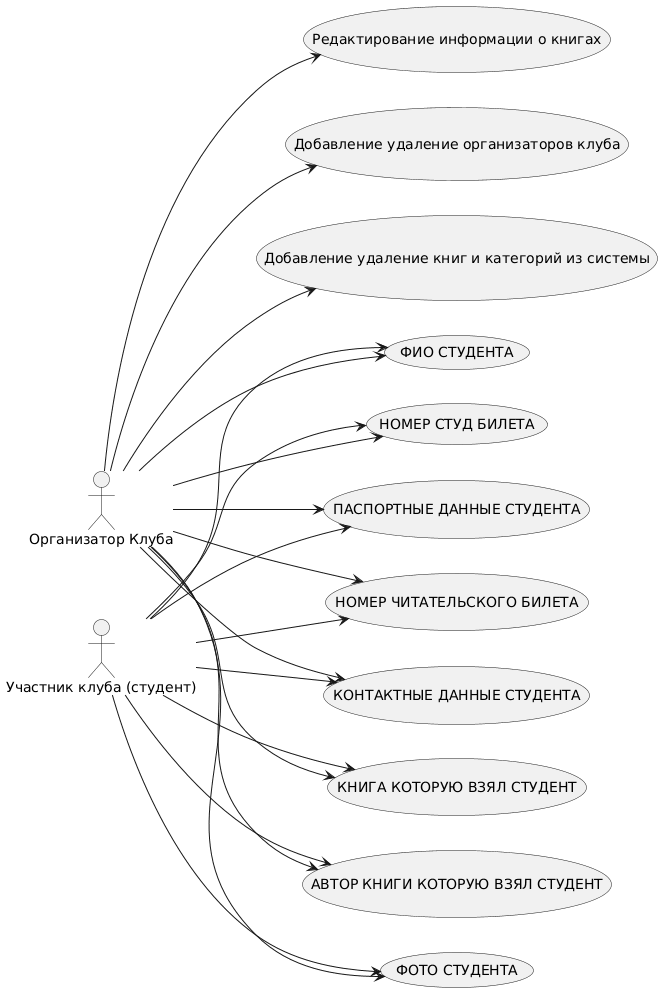 Редактирование информации о книгах
Добавление удаление организаторов клуба
Добавление удаление книг и категорий из системы
ФИО СТУДЕНТА
НОМЕР СТУД БИЛЕТА
ПАСПОРТНЫЕ ДАННЫЕ СТУДЕНТА
Организатор Клуба
НОМЕР ЧИТАТЕЛЬСКОГО БИЛЕТА
Участник клуба (студент)
КОНТАКТНЫЕ ДАННЫЕ СТУДЕНТА
КНИГА КОТОРУЮ ВЗЯЛ СТУДЕНТ
АВТОР КНИГИ КОТОРУЮ ВЗЯЛ СТУДЕНТ
ФОТО СТУДЕНТА